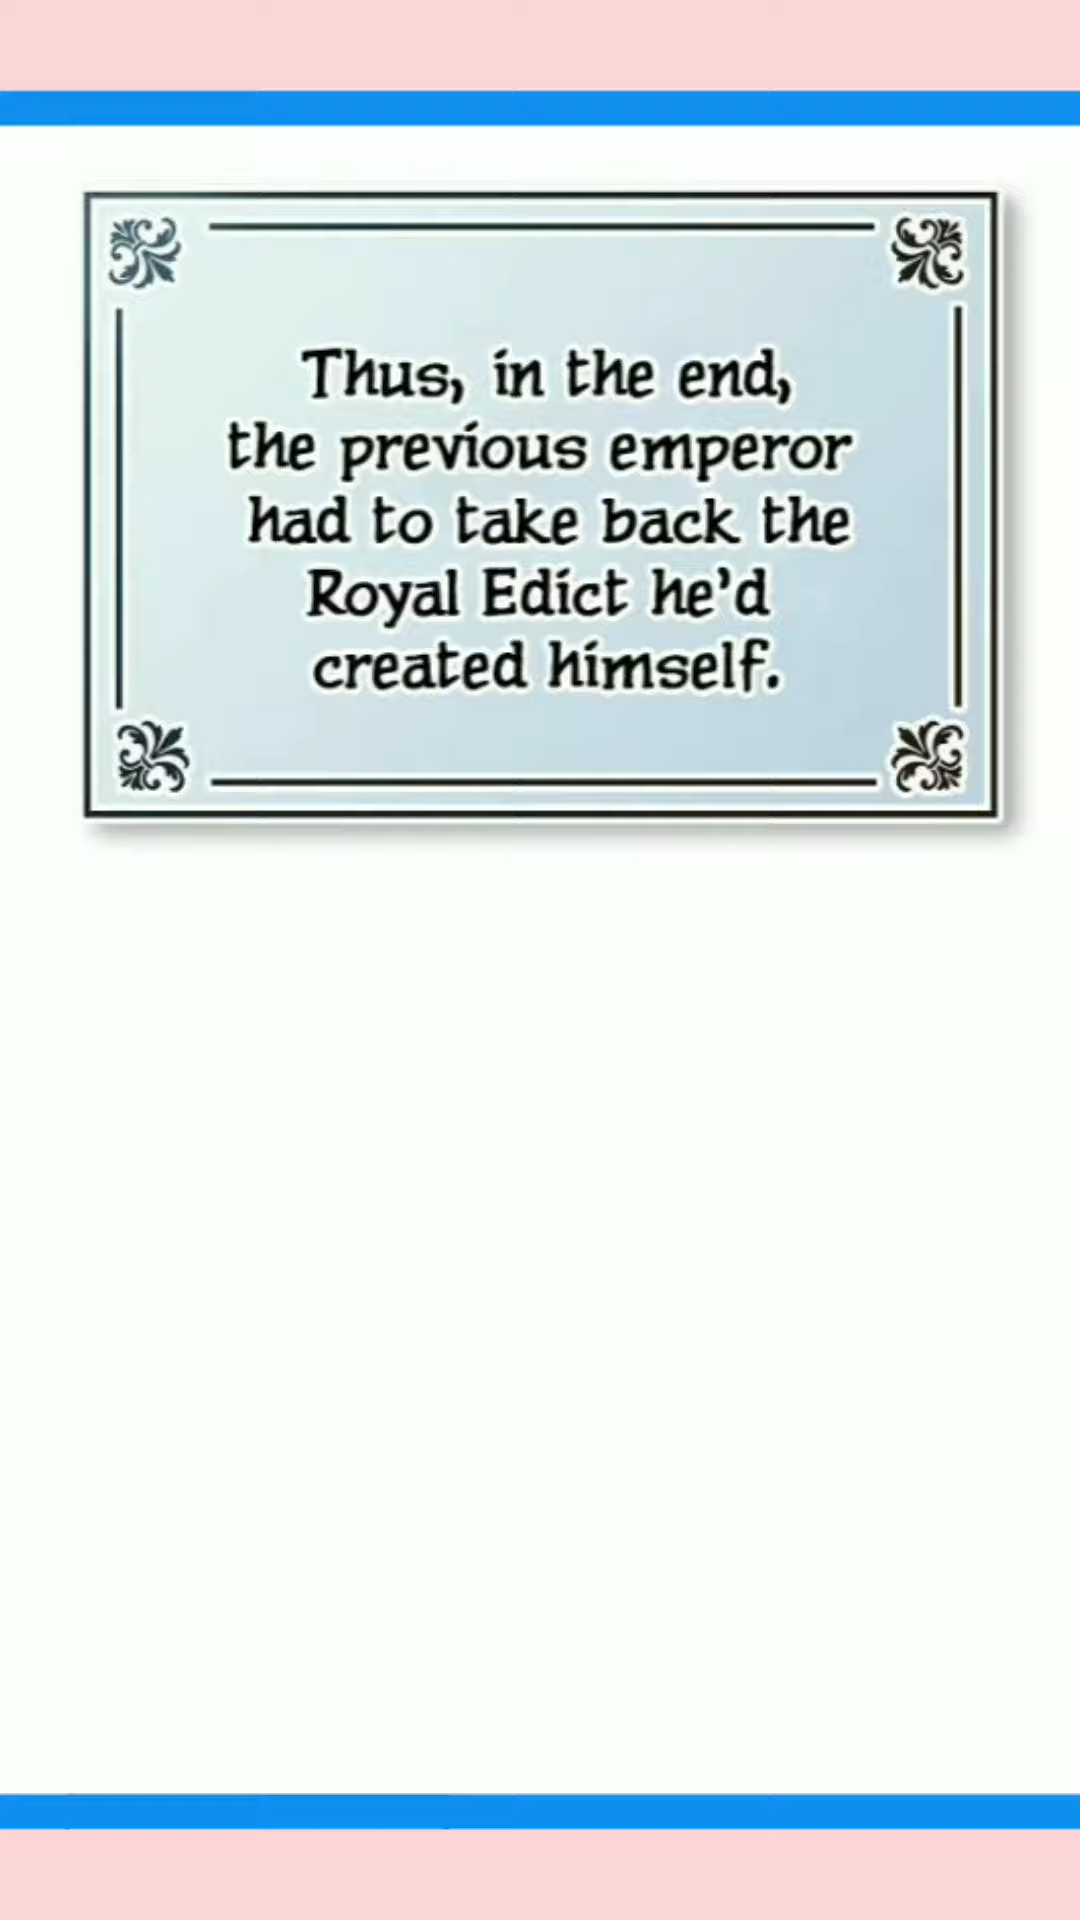 Thus, in the end,
the previous emperor
had to take back the
Royal Edict he'd
created himself.